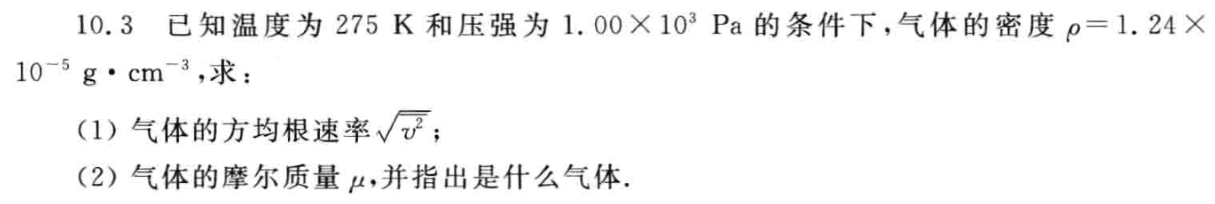 10.3 已知温度为 275 K 和压强为 1.00×10³ Pa 的条件下,气体的密度 ρ=1.24×
10⁻⁵ g·cm⁻³,求:
(1) 气体的方均根速率√v̅²;
(2) 气体的摩尔质量 μ,并指出是什么气体.